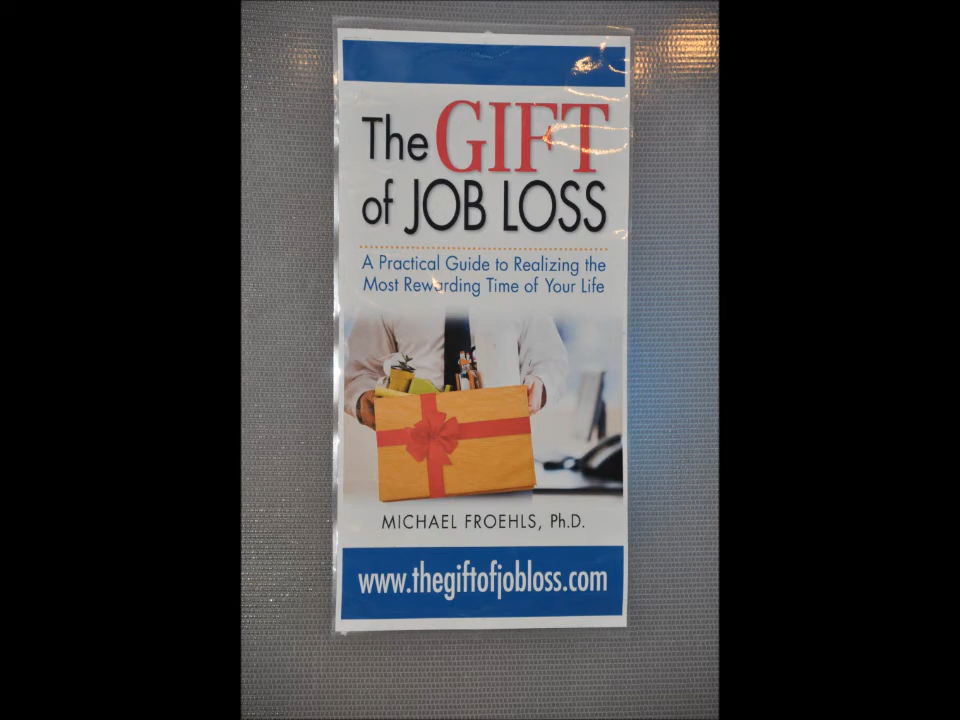 The GIFT
of JOB LOSS
A Practical Guide to Realizing the
Most Rewarding Time of Your Life
MICHAEL FROEHLS, Ph.D.
www.thegiftofjobloss.com